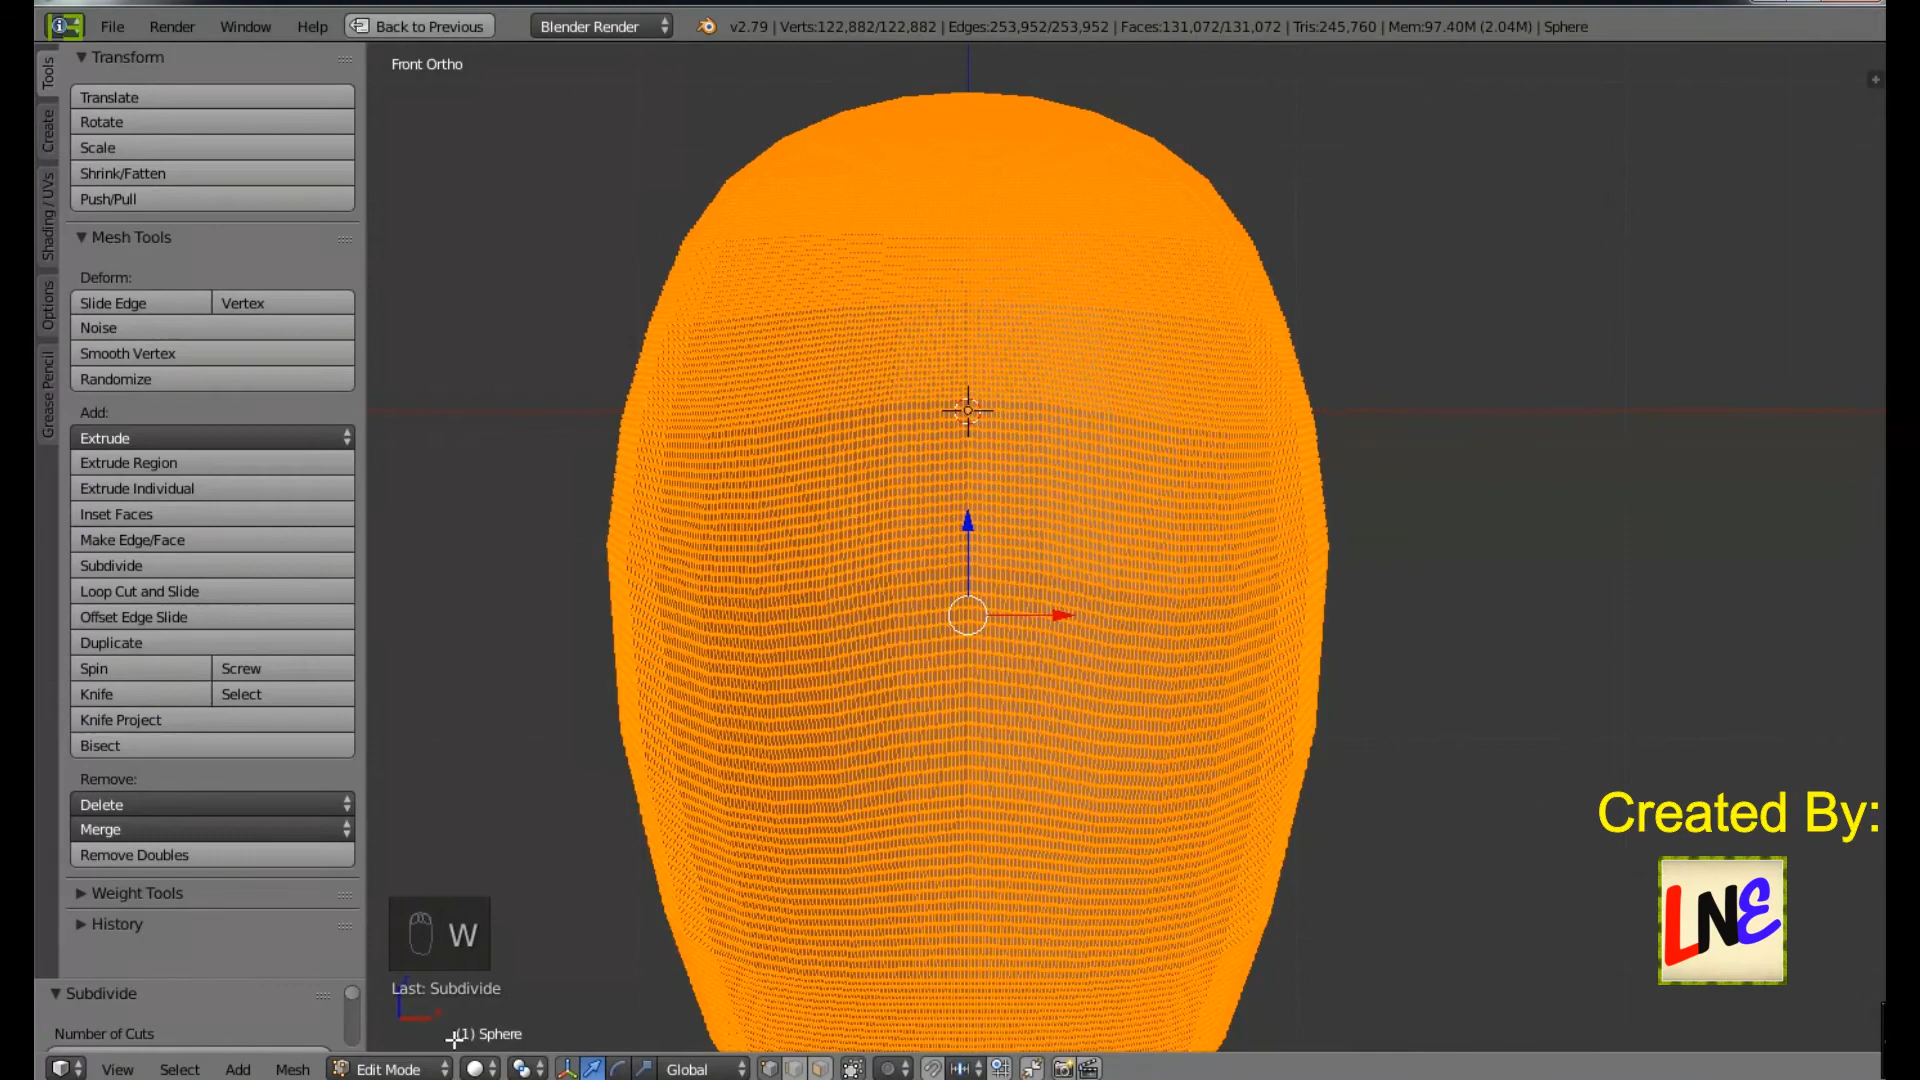 File Render Window Help Back to Previous Blender Render v2.79 | Verts:122,882/122,882 | Edges:253,952/253,952 | Faces:131,072/131,072 | Tris:245,760 | Mem:97.40M (2.04M) | Sphere
Tools
Create
Shading / UVs
Options
Grease Pencil
Transform
Translate
Rotate
Scale
Shrink/Fatten
Push/Pull
Mesh Tools
Deform:
Slide Edge Vertex
Noise
Smooth Vertex
Randomize
Add:
Extrude
Extrude Region
Extrude Individual
Inset Faces
Make Edge/Face
Subdivide
Loop Cut and Slide
Offset Edge Slide
Duplicate
Spin Screw
Knife Select
Knife Project
Bisect
Remove:
Delete
Merge
Remove Doubles
Weight Tools
History
Subdivide
Number of Cuts
Front Ortho
W
Last: Subdivide
(1) Sphere
Created By:
LNE
View Select Add Mesh Edit Mode Global